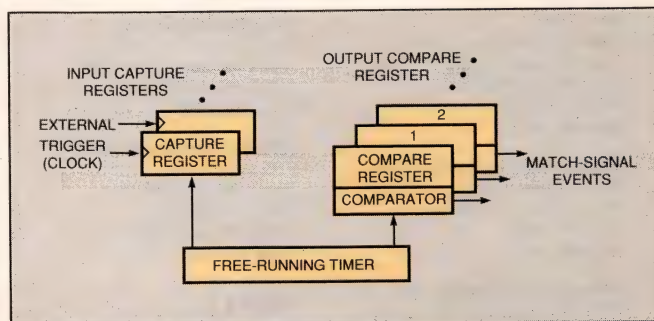 INPUT CAPTURE
REGISTERS
EXTERNAL
TRIGGER
(CLOCK)
CAPTURE
REGISTER
OUTPUT COMPARE
REGISTER
2
1
COMPARE
REGISTER
COMPARATOR
MATCH-SIGNAL
EVENTS
FREE-RUNNING TIMER